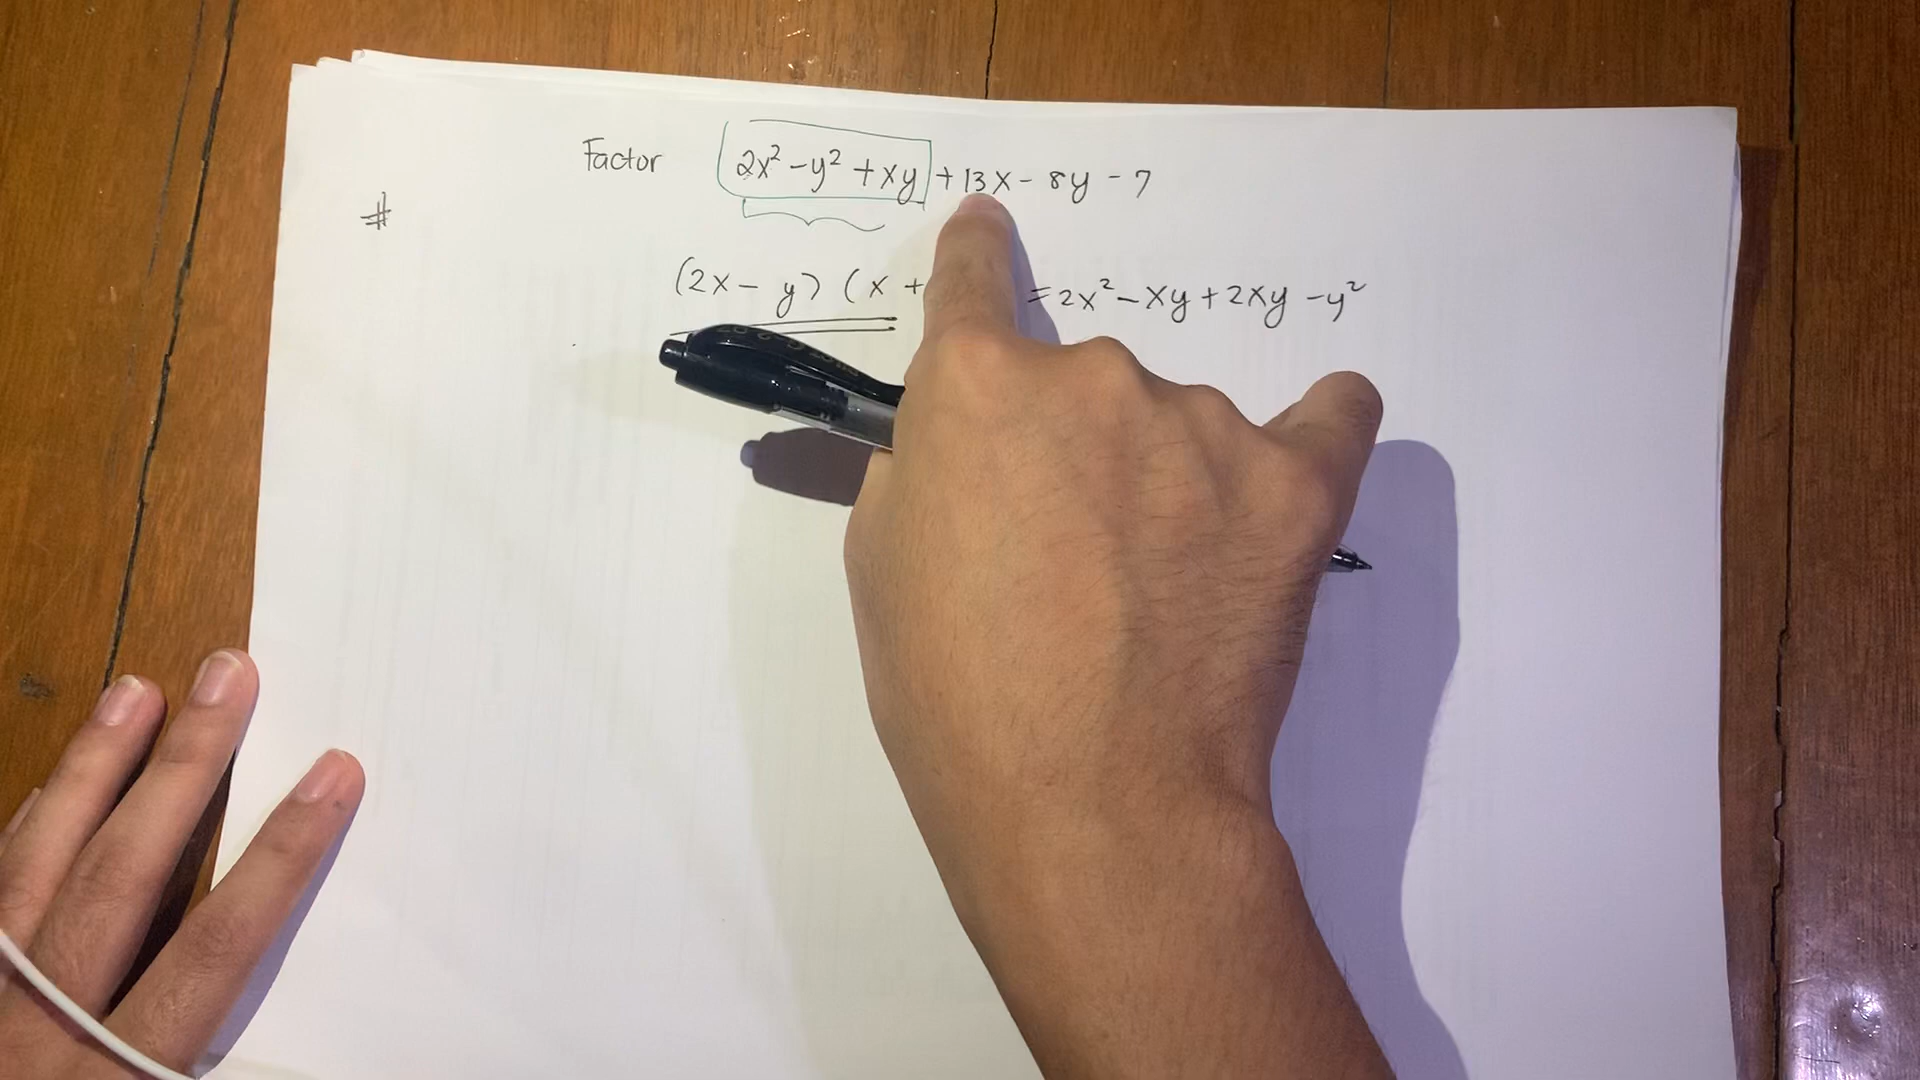 Factor 2x² - y² + xy + 13x - 8y - 7
#
(2x - y) (x + = 2x² - xy + 2xy - y²